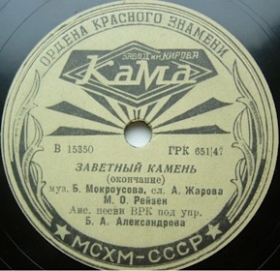 ОРДЕНА КРАСНОГО ЗНАМЕНИ
ЗАВОД ИМ. КИРОВА
КАМА
В 15350
ГРК 651|47
ЗАВЕТНЫЙ КАМЕНЬ
(окончание)
муз. Б. Мокроусова, сл. А. Жарова
М. О. Рейзен
Анс. песни ВРК под упр.
Б. А. Александрова
МСХМ-СССР